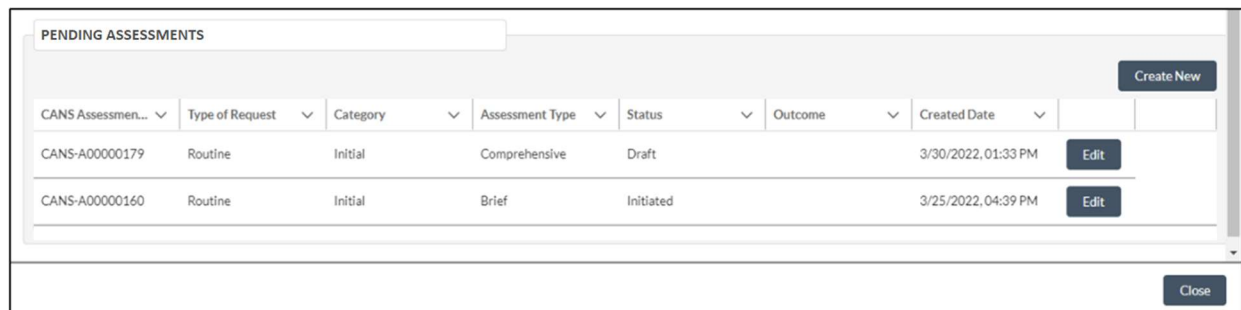 PENDING ASSESSMENTS
Create New
CANS Assessmen... Type of Request Category Assessment Type Status Outcome Created Date
CANS-A00000179 Routine Initial Comprehensive Draft 3/30/2022, 01:33 PM Edit
CANS-A00000160 Routine Initial Brief Initiated 3/25/2022, 04:39 PM Edit
Close